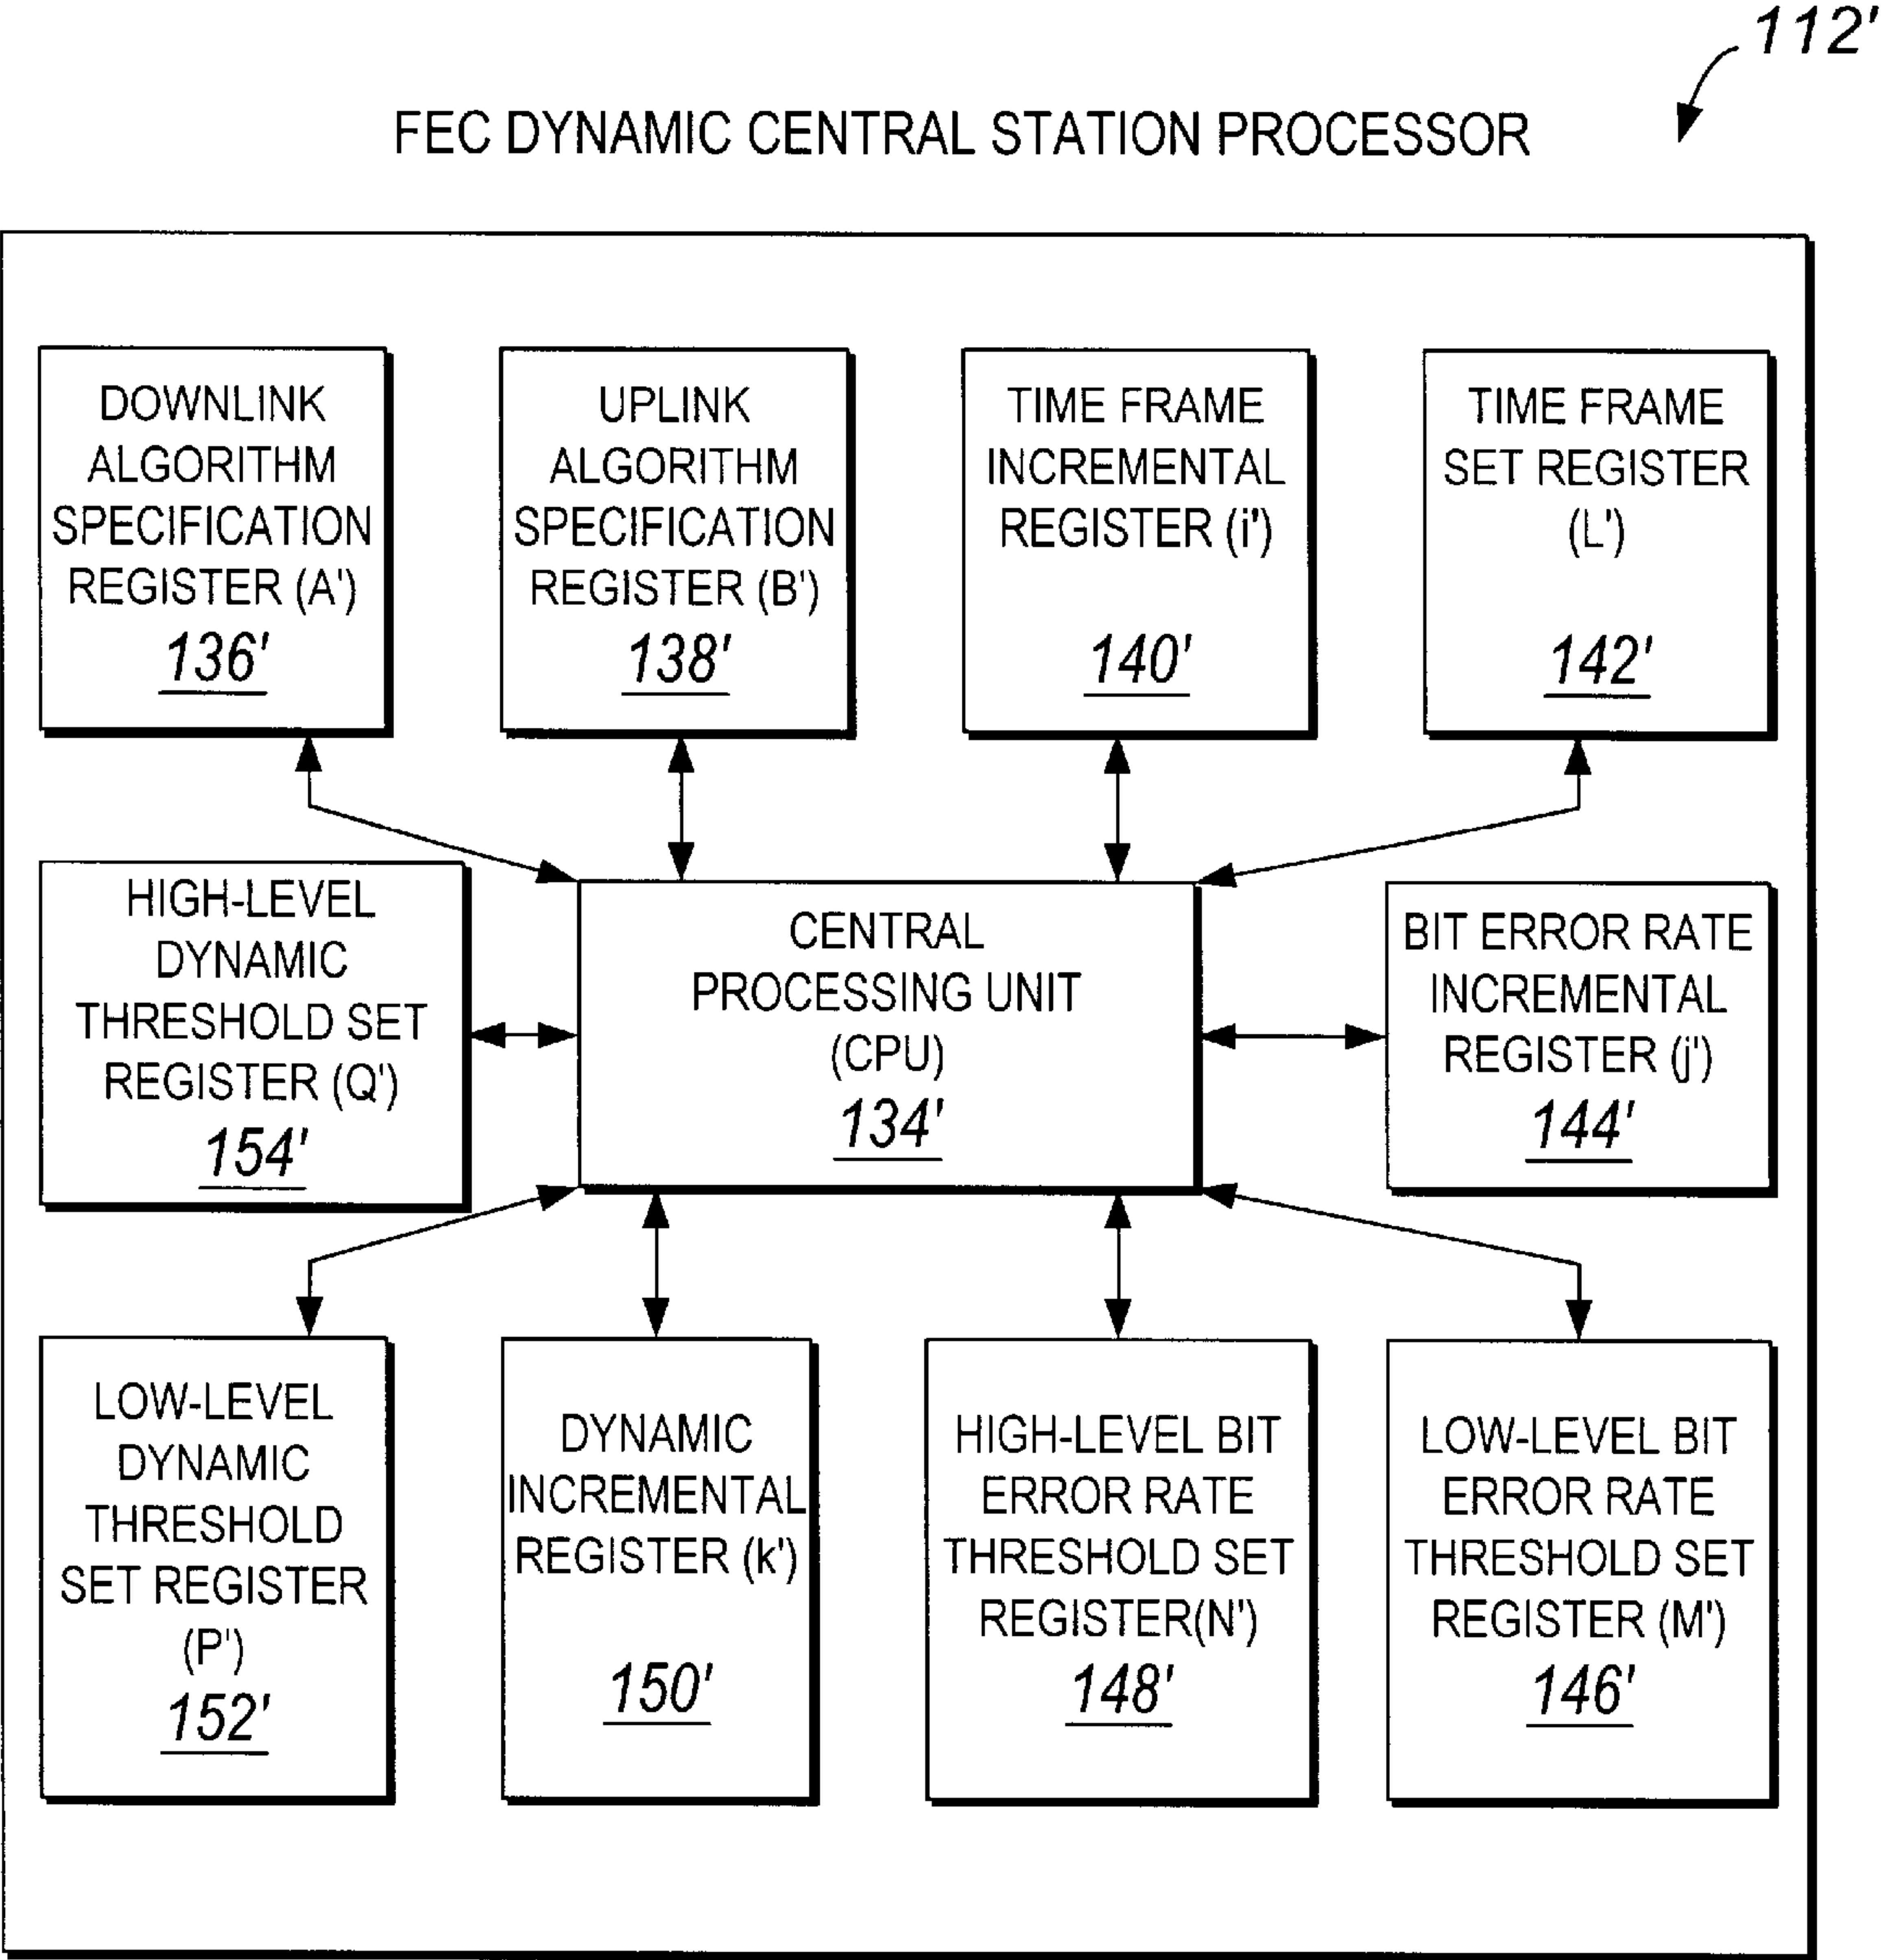 112'
FEC DYNAMIC CENTRAL STATION PROCESSOR
DOWNLINK
ALGORITHM
SPECIFICATION
REGISTER (A')
136'
UPLINK
ALGORITHM
SPECIFICATION
REGISTER (B')
138'
TIME FRAME
INCREMENTAL
REGISTER (i')
140'
TIME FRAME
SET REGISTER
(L')
142'
HIGH-LEVEL
DYNAMIC
THRESHOLD SET
REGISTER (Q')
154'
CENTRAL
PROCESSING UNIT
(CPU)
134'
BIT ERROR RATE
INCREMENTAL
REGISTER (j')
144'
LOW-LEVEL
DYNAMIC
THRESHOLD
SET REGISTER
(P')
152'
DYNAMIC
INCREMENTAL
REGISTER (k')
150'
HIGH-LEVEL BIT
ERROR RATE
THRESHOLD SET
REGISTER(N')
148'
LOW-LEVEL BIT
ERROR RATE
THRESHOLD SET
REGISTER (M')
146'